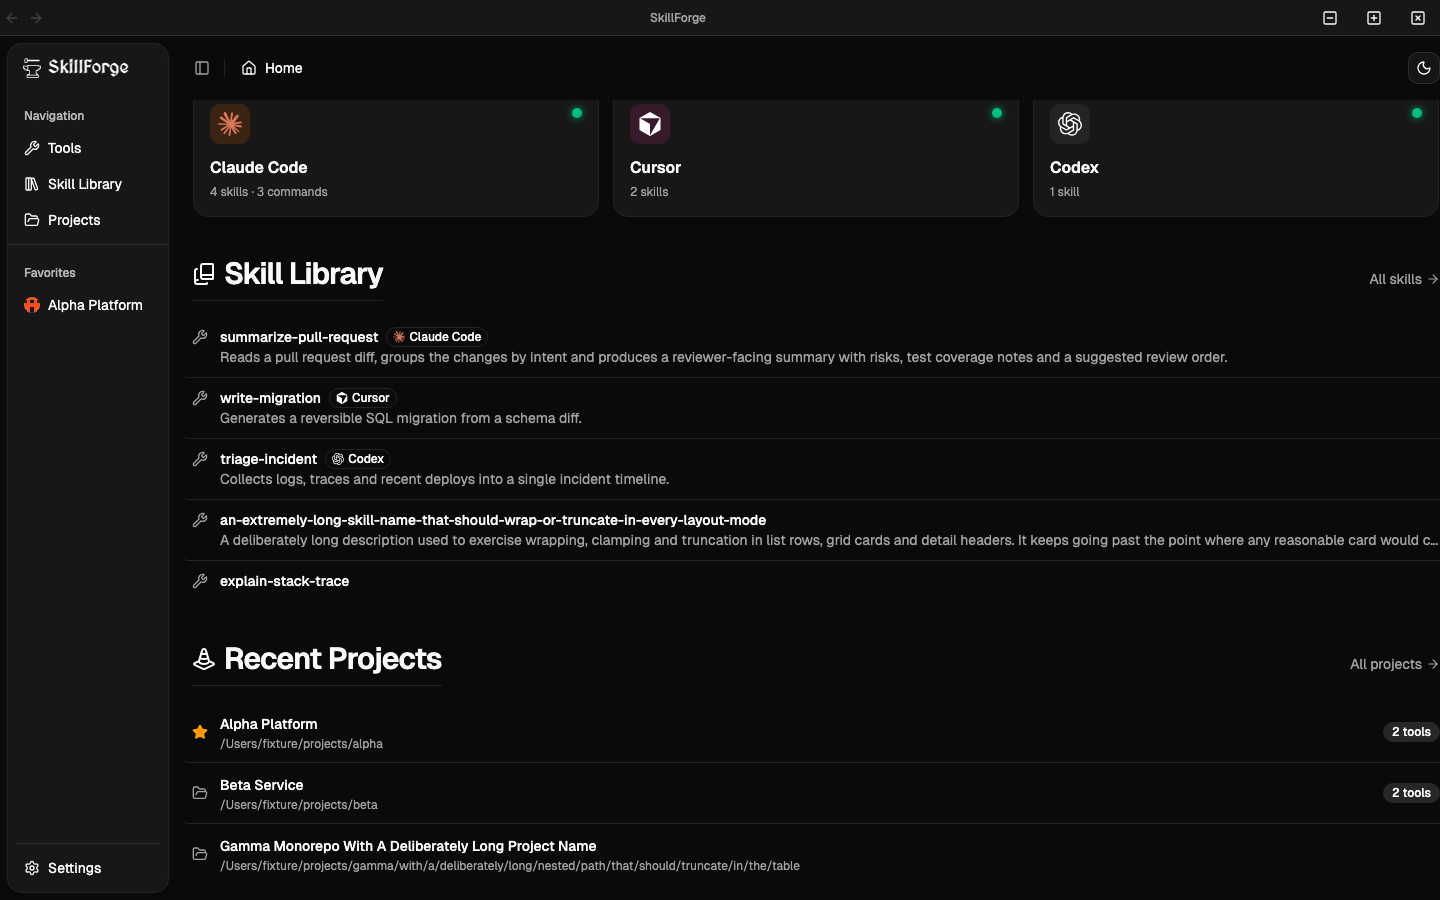 SkillForge
SkillForge
Home
Navigation
Tools
Skill Library
Projects
Favorites
Alpha Platform
Settings
Claude Code
4 skills · 3 commands
Cursor
2 skills
Codex
1 skill
Skill Library
All skills →
summarize-pull-request Claude Code
Reads a pull request diff, groups the changes by intent and produces a reviewer-facing summary with risks, test coverage notes and a suggested review order.
write-migration Cursor
Generates a reversible SQL migration from a schema diff.
triage-incident Codex
Collects logs, traces and recent deploys into a single incident timeline.
an-extremely-long-skill-name-that-should-wrap-or-truncate-in-every-layout-mode
A deliberately long description used to exercise wrapping, clamping and truncation in list rows, grid cards and detail headers. It keeps going past the point where any reasonable card would c...
explain-stack-trace
Recent Projects
All projects →
Alpha Platform
/Users/fixture/projects/alpha
2 tools
Beta Service
/Users/fixture/projects/beta
2 tools
Gamma Monorepo With A Deliberately Long Project Name
/Users/fixture/projects/gamma/with/a/deliberately/long/nested/path/that/should/truncate/in/the/table